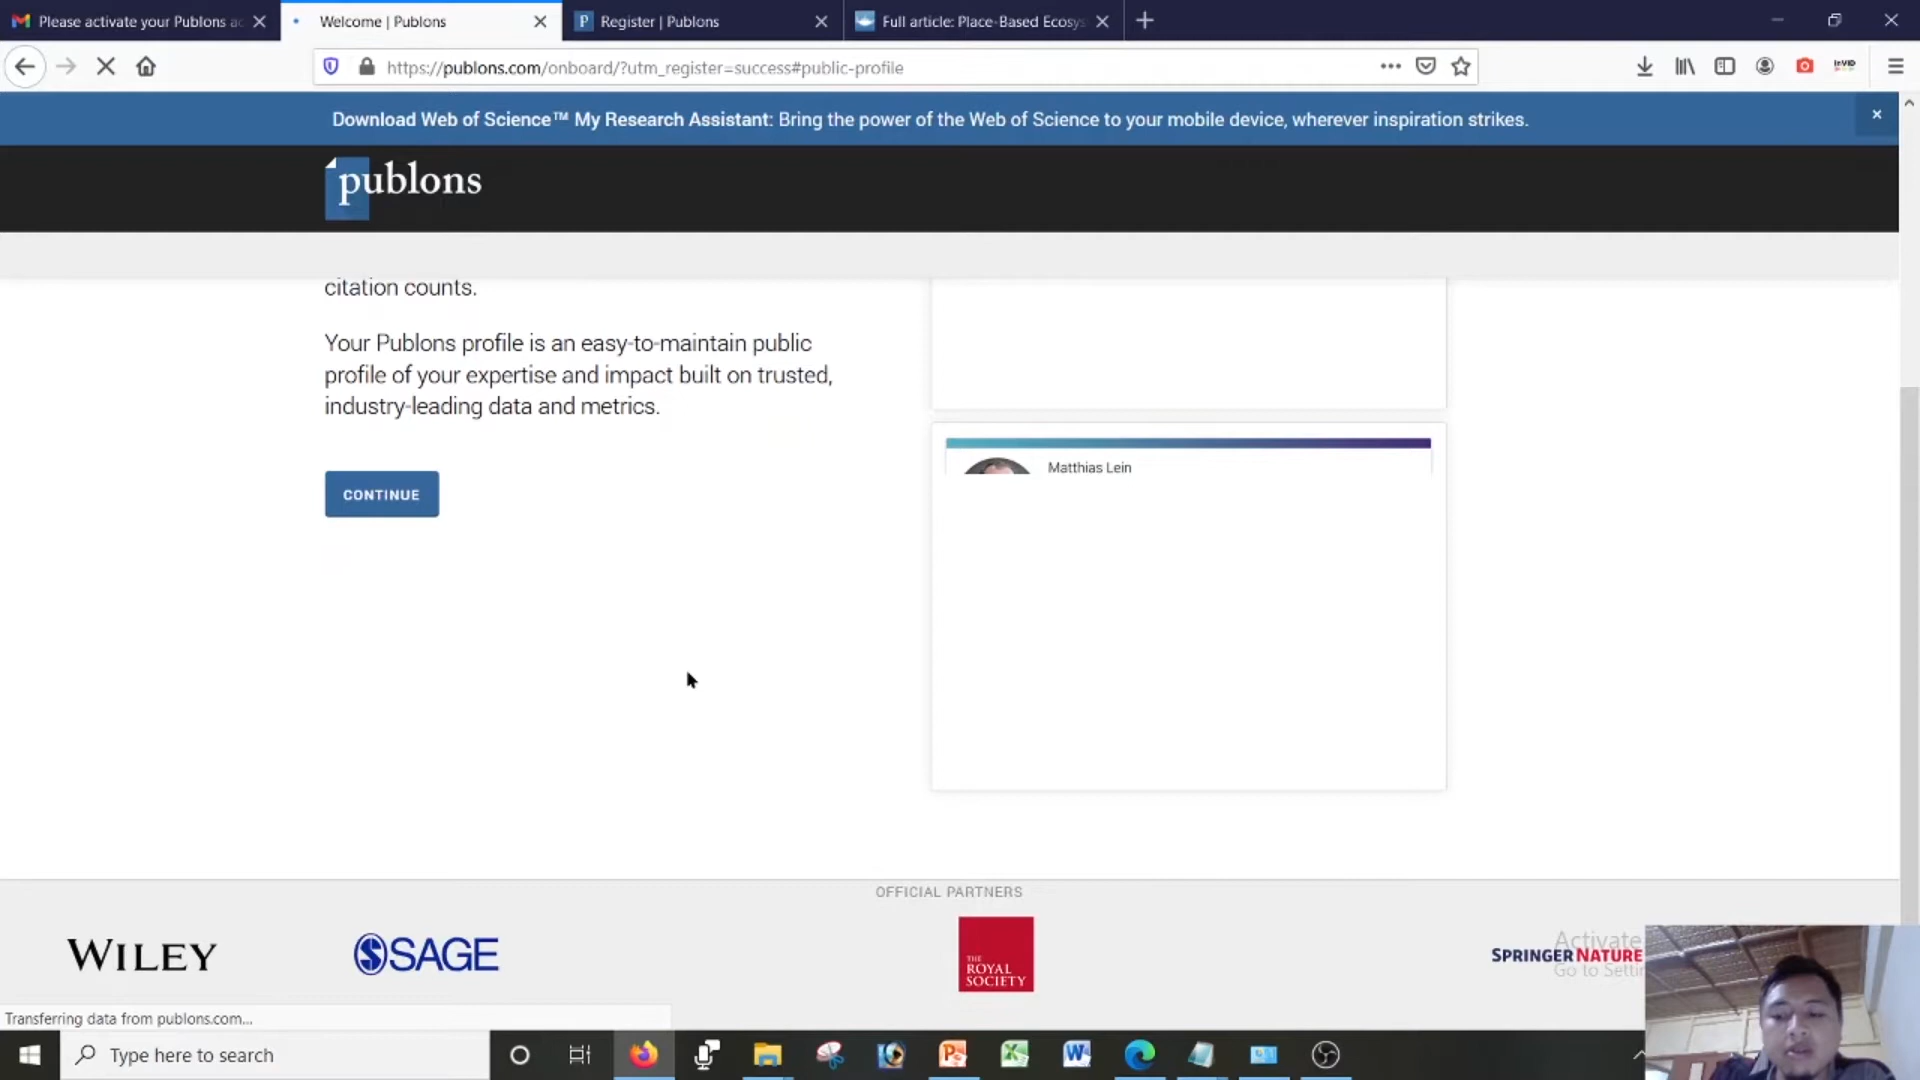 Please activate your Publons ac
Welcome | Publons
Register | Publons
Full article: Place-Based Ecosys
https://publons.com/onboard/?utm_register=success#public-profile
Download Web of Science™ My Research Assistant: Bring the power of the Web of Science to your mobile device, wherever inspiration strikes.
publons
citation counts.
Your Publons profile is an easy-to-maintain public
profile of your expertise and impact built on trusted,
industry-leading data and metrics.
CONTINUE
Matthias Lein
OFFICIAL PARTNERS
WILEY
SAGE
THE
ROYAL
SOCIETY
SPRINGER NATURE
Activate
Go to Setti
Transferring data from publons.com...
Type here to search